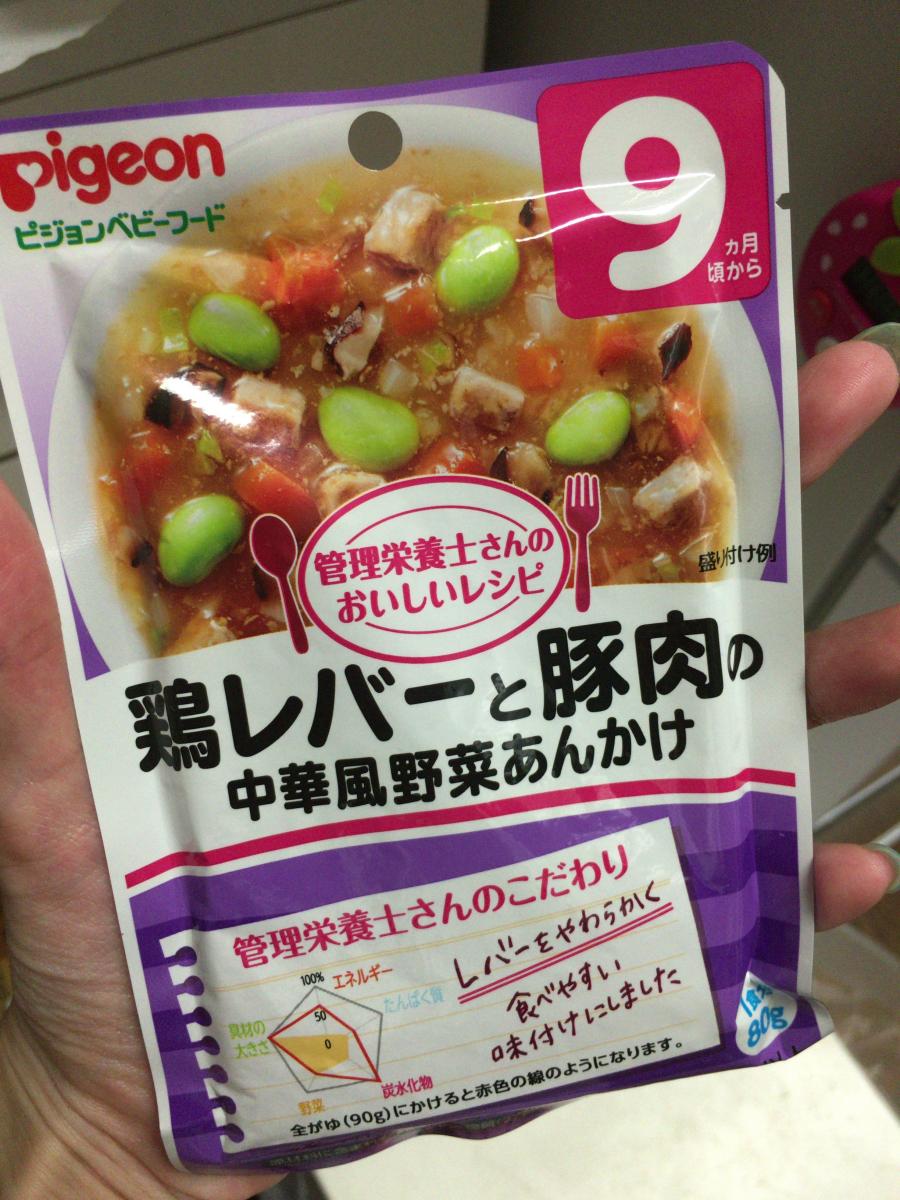 Pigeon
ピジョンベビーフード
9
ヵ月
頃から
盛り付け例
管理栄養士さんの
おいしいレシピ
鶏レバーと豚肉の
中華風野菜あんかけ
管理栄養士さんのこだわり
レバーをやわらかく
食べやすい
味付けにしました
100%
エネルギー
たんぱく質
50
0
具材の
大きさ
炭水化物
野菜
全がゆ(90g)にかけると赤色の線のようになります。
80g